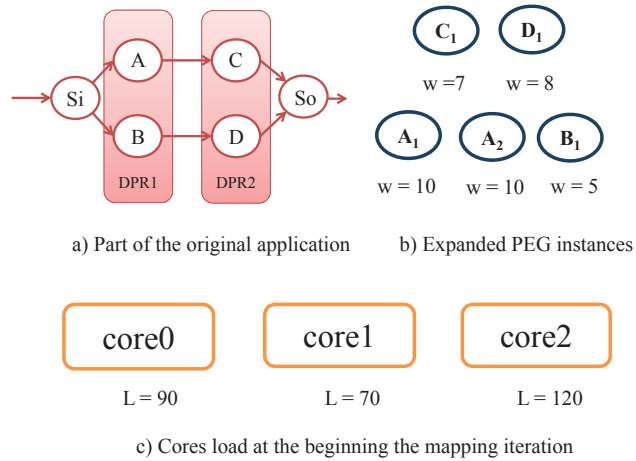 Si
A
C
So
B
D
DPR1
DPR2
a) Part of the original application
C1
D1
w =7
w = 8
A1
A2
B1
w = 10
w = 10
w = 5
b) Expanded PEG instances
core0
core1
core2
L = 90
L = 70
L = 120
c) Cores load at the beginning the mapping iteration